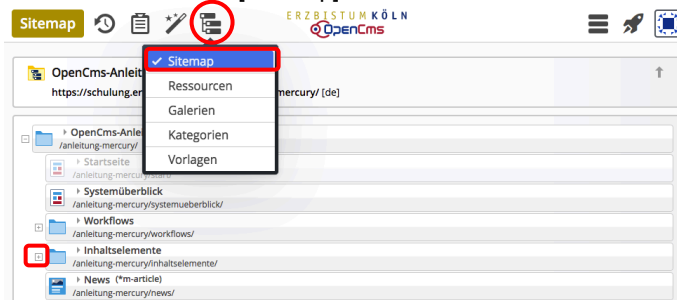 Sitemap
ERZBISTUM KÖLN
OpenCms
✓ Sitemap
Ressourcen
Galerien
Kategorien
Vorlagen
OpenCms-Anleit
https://schulung.er
mercury/ [de]
OpenCms-Anlei
/anleitung-mercury/
Startseite
/anleitung-mercury/start/
Systemüberblick
/anleitung-mercury/systemueberblick/
Workflows
/anleitung-mercury/workflows/
Inhaltselemente
/anleitung-mercury/inhaltselemente/
News (*m-article)
/anleitung-mercury/news/